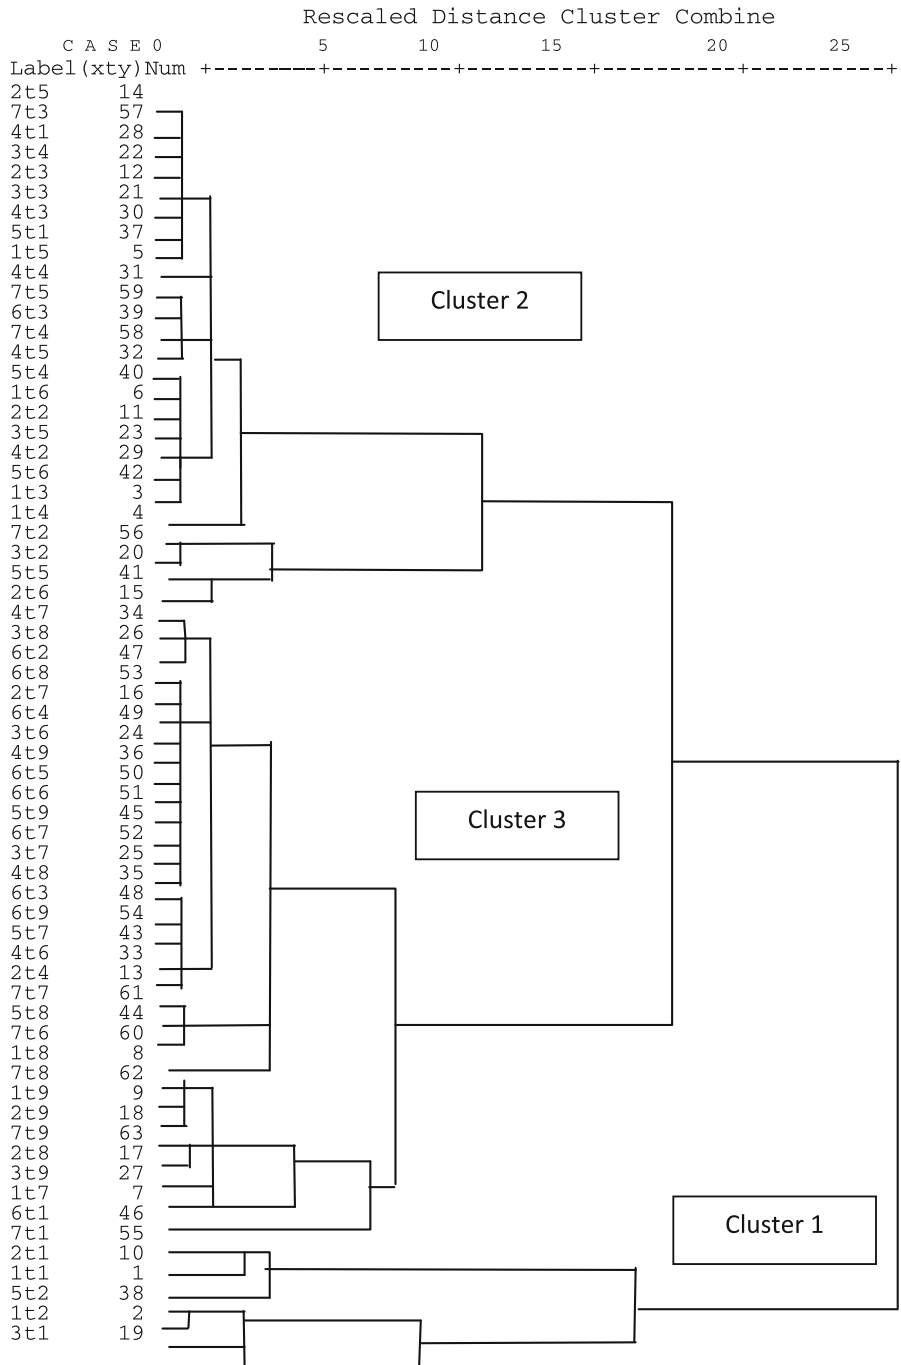 Rescaled Distance Cluster Combine
C A S E 0 5 10 15 20 25
Label(xty)Num +---------+---------+---------+---------+---------+
2t5 14
7t3 57
4t1 28
3t4 22
2t3 12
3t3 21
4t3 30
5t1 37
1t5 5
4t4 31
7t5 59
Cluster 2
6t3 39
7t4 58
4t5 32
5t4 40
1t6 6
2t2 11
3t5 23
4t2 29
5t6 42
1t3 3
1t4 4
7t2 56
3t2 20
5t5 41
2t6 15
4t7 34
3t8 26
6t2 47
6t8 53
2t7 16
6t4 49
3t6 24
4t9 36
6t5 50
6t6 51
5t9 45
Cluster 3
6t7 52
3t7 25
4t8 35
6t3 48
6t9 54
5t7 43
4t6 33
2t4 13
7t7 61
5t8 44
7t6 60
1t8 8
7t8 62
1t9 9
2t9 18
7t9 63
2t8 17
3t9 27
1t7 7
6t1 46
Cluster 1
7t1 55
2t1 10
1t1 1
5t2 38
1t2 2
3t1 19